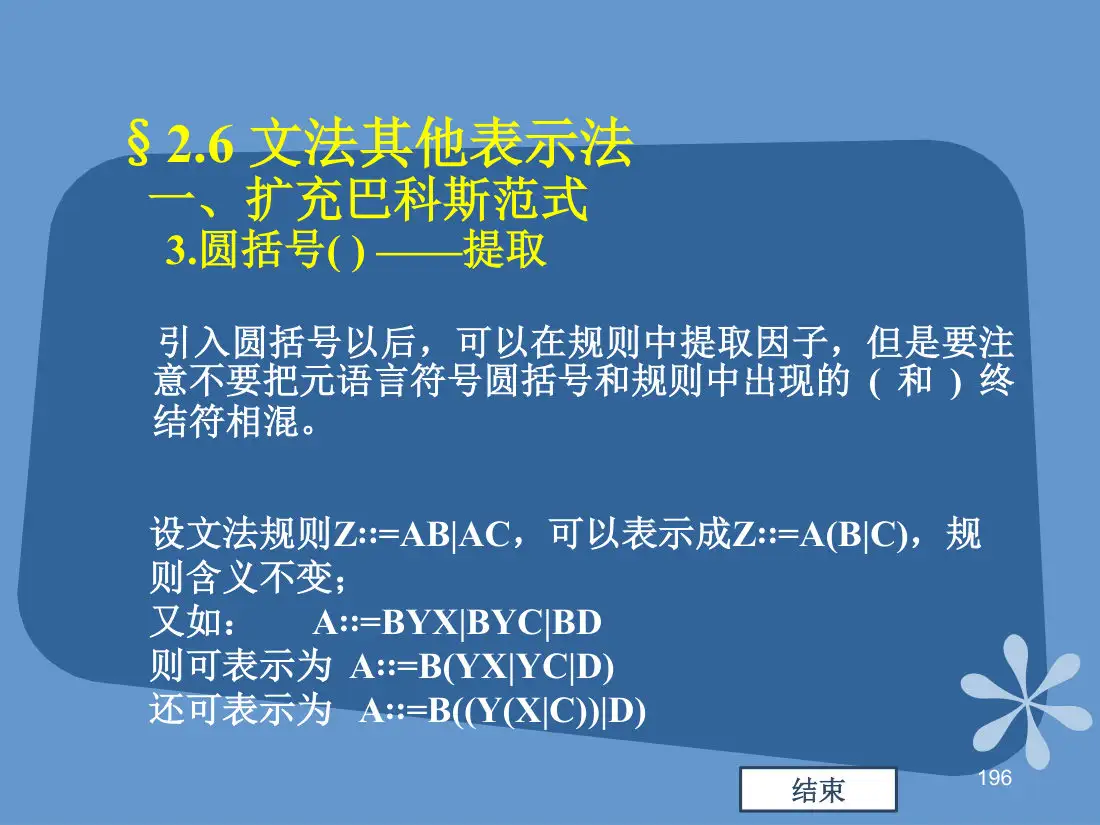 §2.6 文法其他表示法
一、扩充巴科斯范式
3.圆括号( ) ——提取
引入圆括号以后，可以在规则中提取因子，但是要注
意不要把元语言符号圆括号和规则中出现的（ 和 ）终
结符相混。
设文法规则Z∷=AB|AC，可以表示成Z∷=A(B|C)，规
则含义不变；
又如： A∷=BYX|BYC|BD
则可表示为 A∷=B(YX|YC|D)
还可表示为 A∷=B((Y(X|C))|D)
196
结束